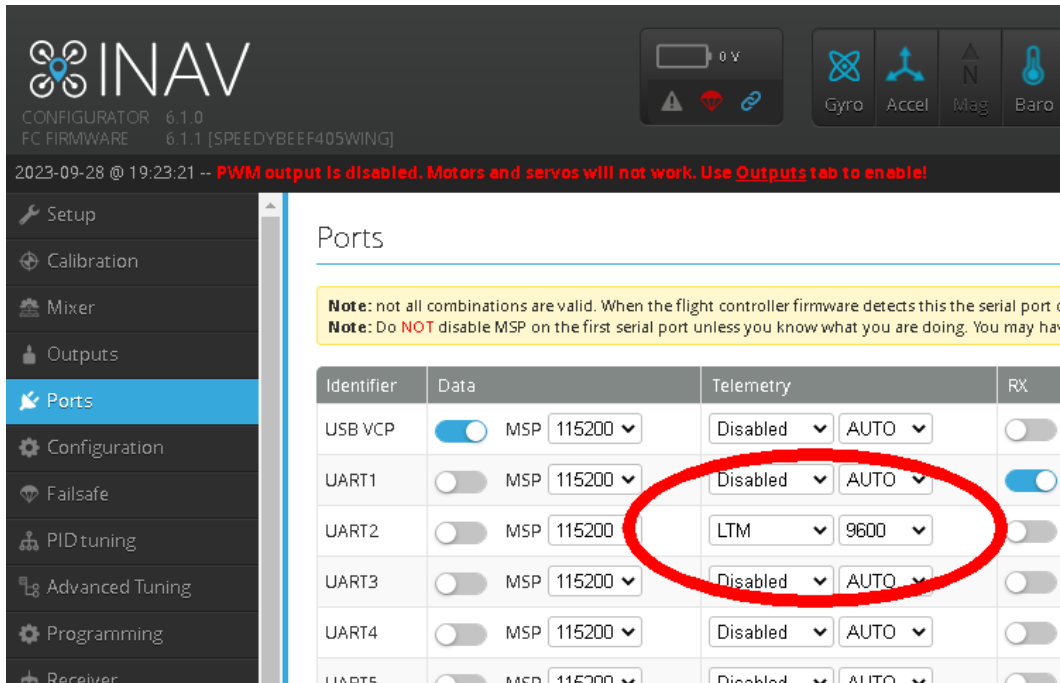 INAV
CONFIGURATOR 6.1.0
FC FIRMWARE 6.1.1 [SPEEDYBEEF405WING]
0 V
Gyro Accel Mag Baro
N
2023-09-28 @ 19:23:21 -- PWM output is disabled. Motors and servos will not work. Use Outputs tab to enable!
Setup
Calibration
Mixer
Outputs
Ports
Configuration
Failsafe
PID tuning
Advanced Tuning
Programming
Receiver
Ports
Note: not all combinations are valid. When the flight controller firmware detects this the serial port
Note: Do NOT disable MSP on the first serial port unless you know what you are doing. You may
Identifier Data Telemetry RX
USB VCP MSP 115200 Disabled AUTO
UART1 MSP 115200 Disabled AUTO
UART2 MSP 115200 LTM 9600
UART3 MSP 115200 Disabled AUTO
UART4 MSP 115200 Disabled AUTO
UART5 MSP 115200 Disabled AUTO